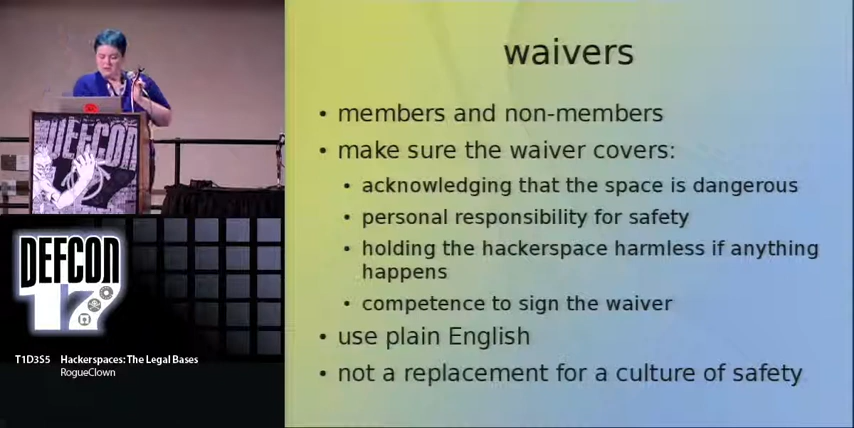 DEFCON
DEFCON
17
T1D3S5 Hackerspaces: The Legal Bases
RogueClown
waivers
• members and non-members
• make sure the waiver covers:
• acknowledging that the space is dangerous
• personal responsibility for safety
• holding the hackerspace harmless if anything
happens
• competence to sign the waiver
• use plain English
• not a replacement for a culture of safety